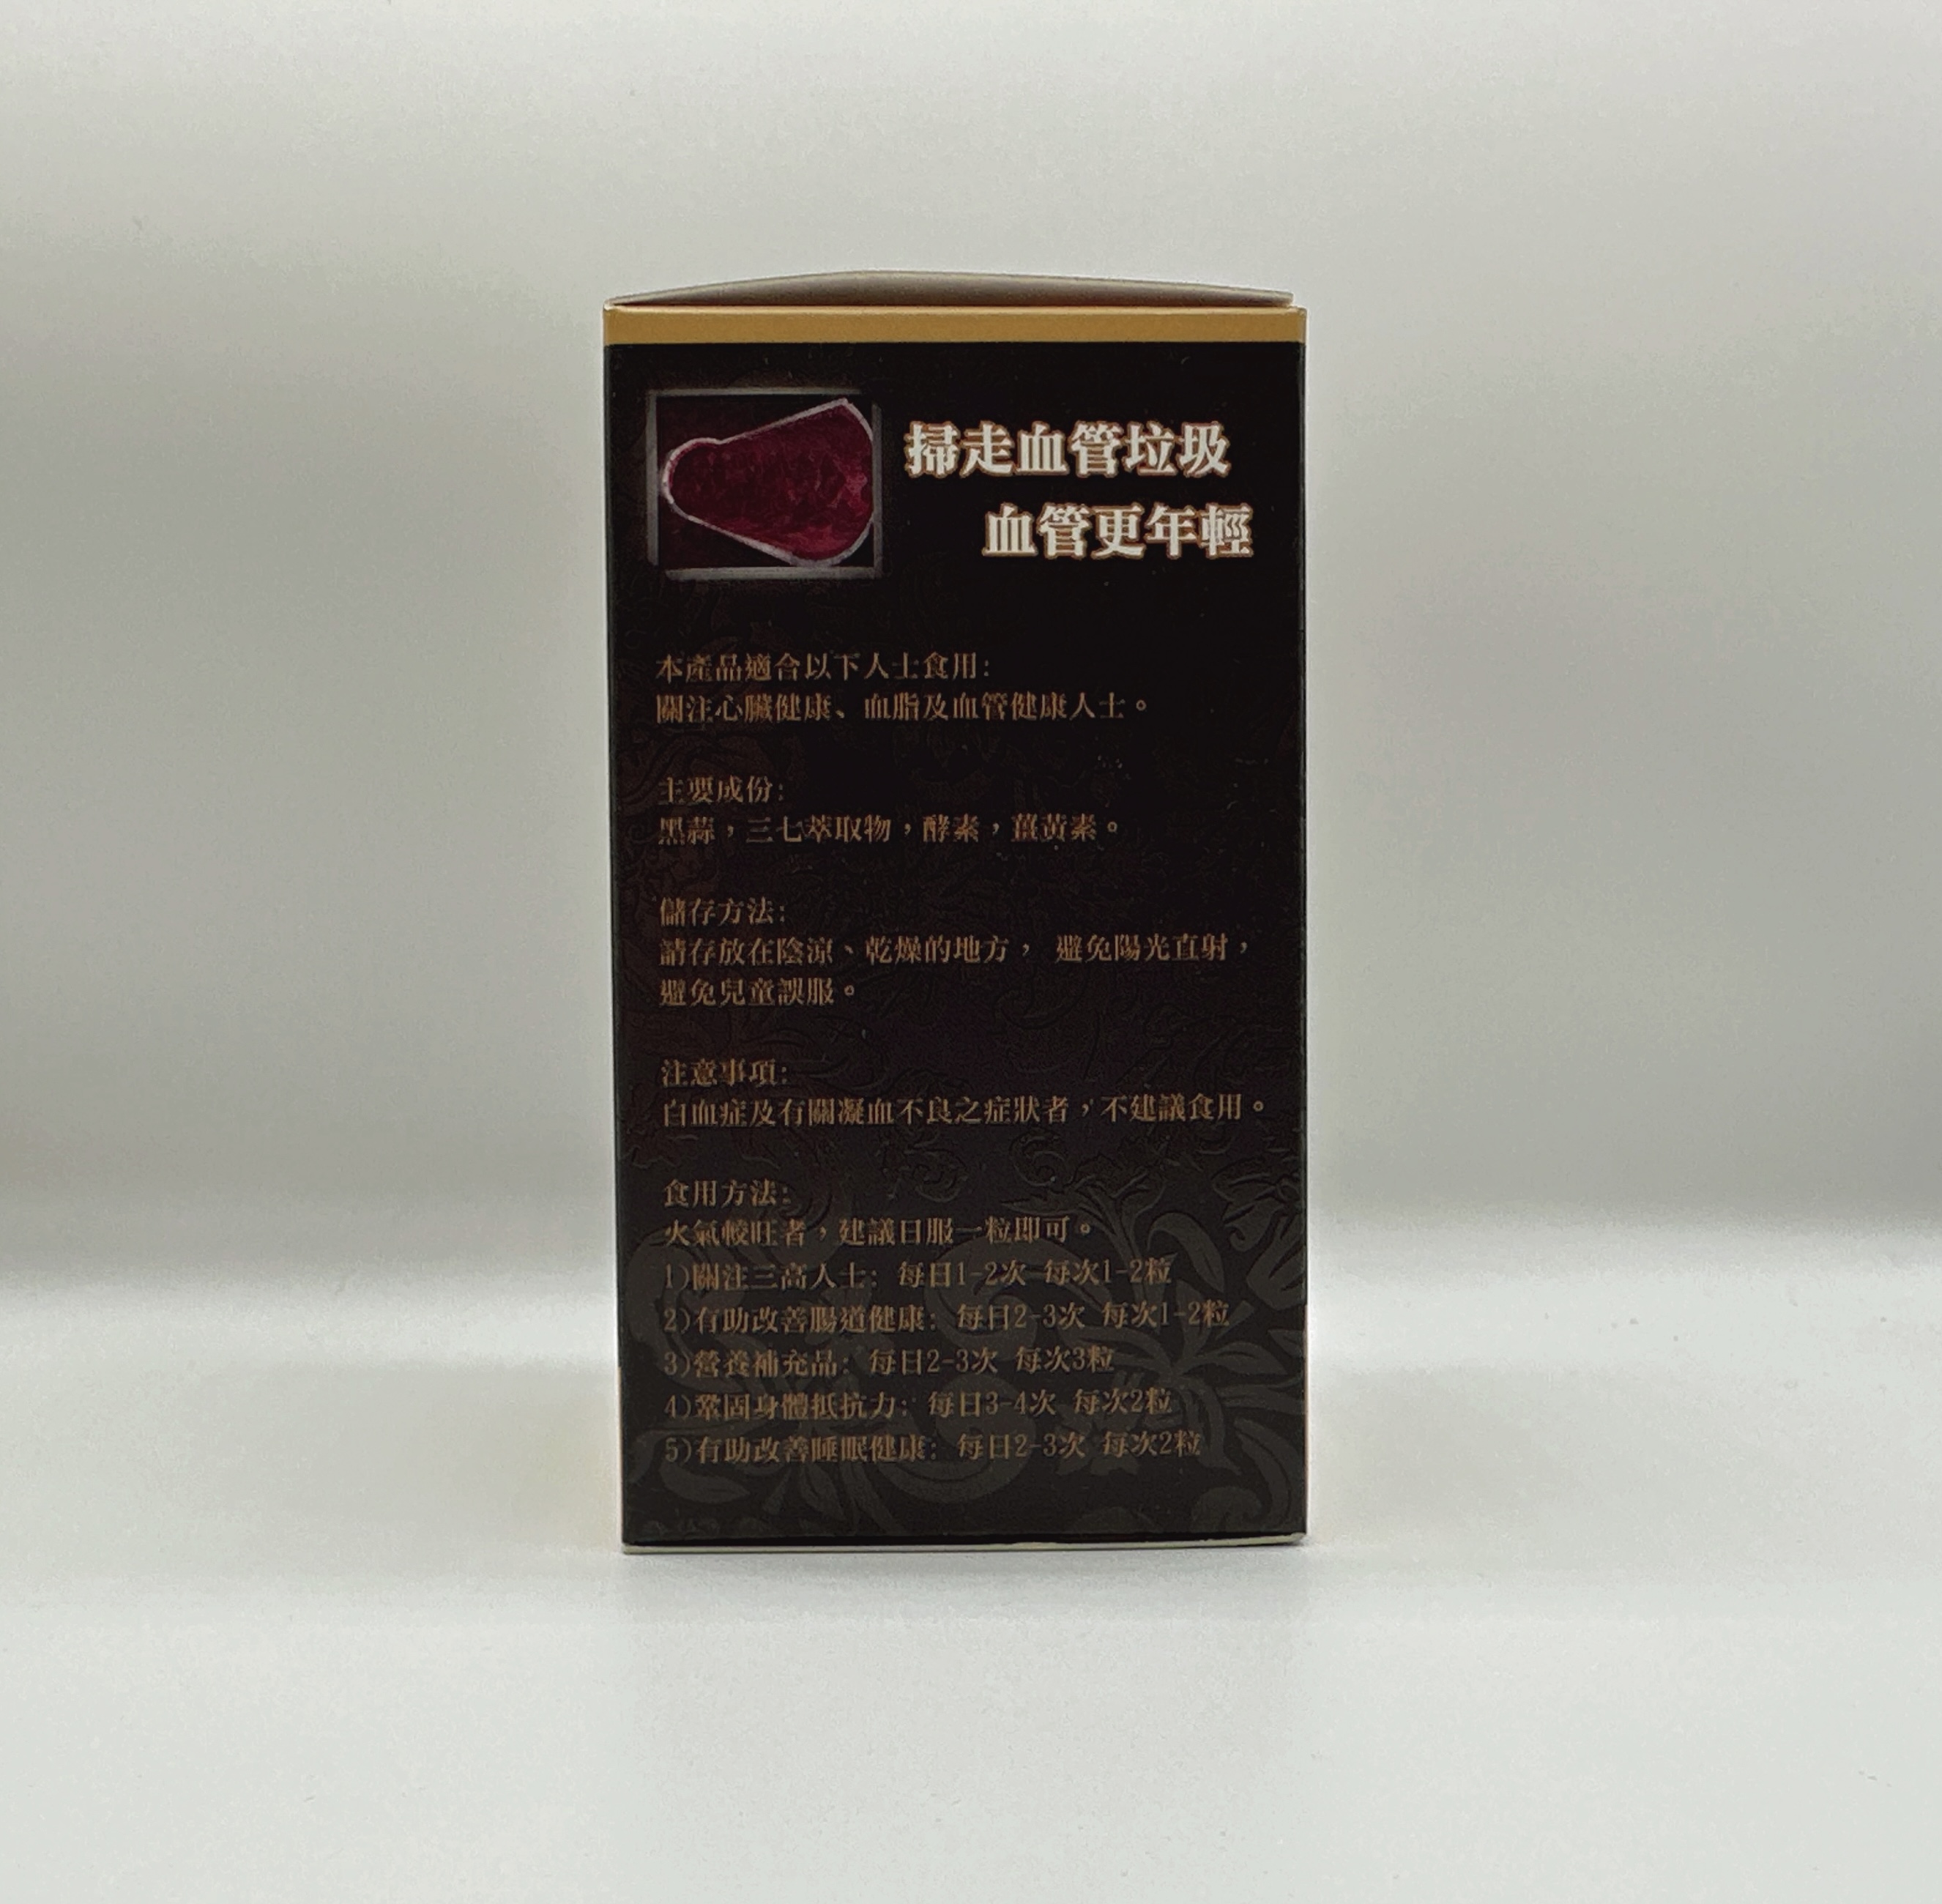 掃走血管垃圾
血管更年輕
本產品適合以下人士食用:
關注心臟健康、血脂及血管健康人士。
主要成份:
黑蒜，三七萃取物，酵素，薑黃素。
儲存方法:
請存放在陰涼、乾燥的地方， 避免陽光直射，
避免兒童誤服。
注意事項:
白血症及有關凝血不良之症狀者，不建議食用。
食用方法:
火氣較旺者，建議日服一粒即可。
1)關注三高人士: 每日1-2次 每次1-2粒
2)有助改善腸道健康: 每日2-3次 每次1-2粒
3)營養補充品: 每日2-3次 每次3粒
4)鞏固身體抵抗力: 每日3-4次 每次2粒
5)有助改善睡眠健康: 每日2-3次 每次2粒